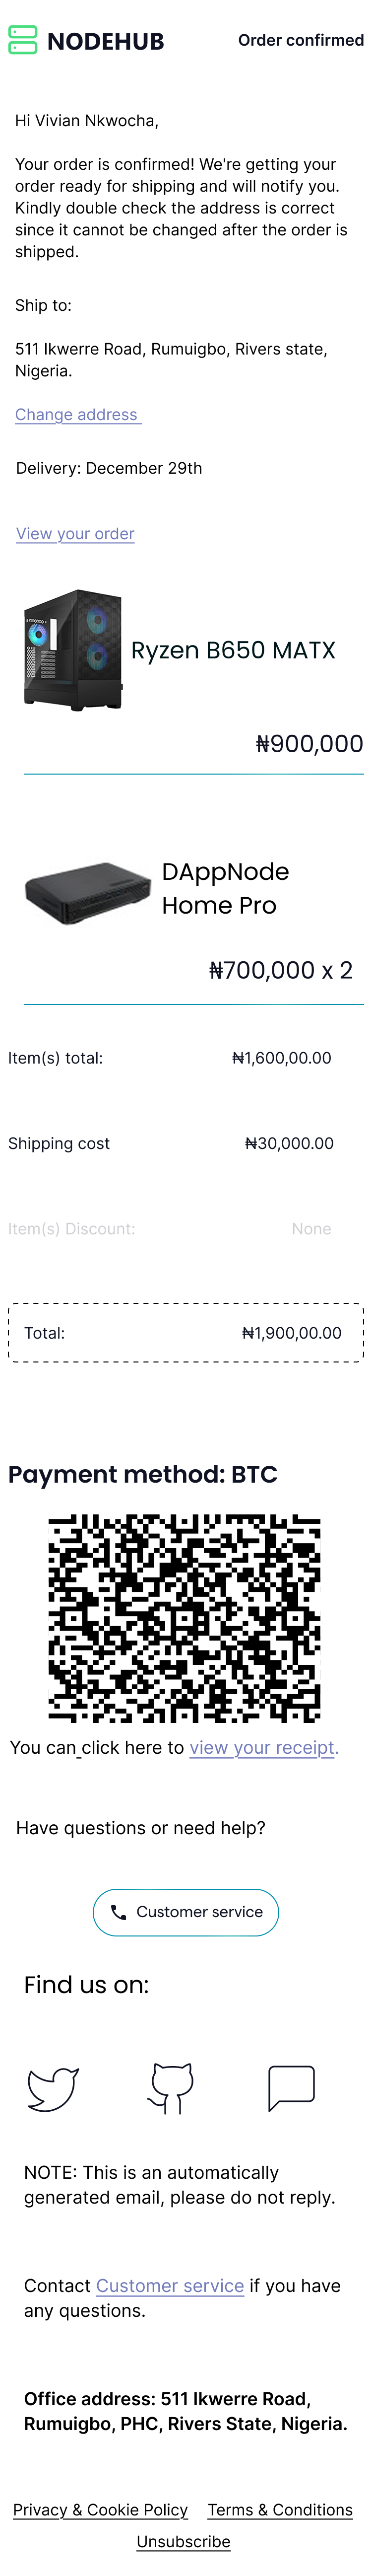 NODEHUB
Order confirmed
Hi Vivian Nkwocha,
Your order is confirmed! We're getting your
order ready for shipping and will notify you.
Kindly double check the address is correct
since it cannot be changed after the order is
shipped.
Ship to:
511 Ikwerre Road, Rumuigbo, Rivers state,
Nigeria.
Change address
Delivery: December 29th
View your order
Ryzen B650 MATX
₦900,000
DAppNode
Home Pro
₦700,000 x 2
Item(s) total: ₦1,600,00.00
Shipping cost ₦30,000.00
Item(s) Discount: None
Total: ₦1,900,00.00
Payment method: BTC
You can click here to view your receipt.
Have questions or need help?
Customer service
Find us on:
NOTE: This is an automatically
generated email, please do not reply.
Contact Customer service if you have
any questions.
Office address: 511 Ikwerre Road,
Rumuigbo, PHC, Rivers State, Nigeria.
Privacy & Cookie Policy Terms & Conditions
Unsubscribe